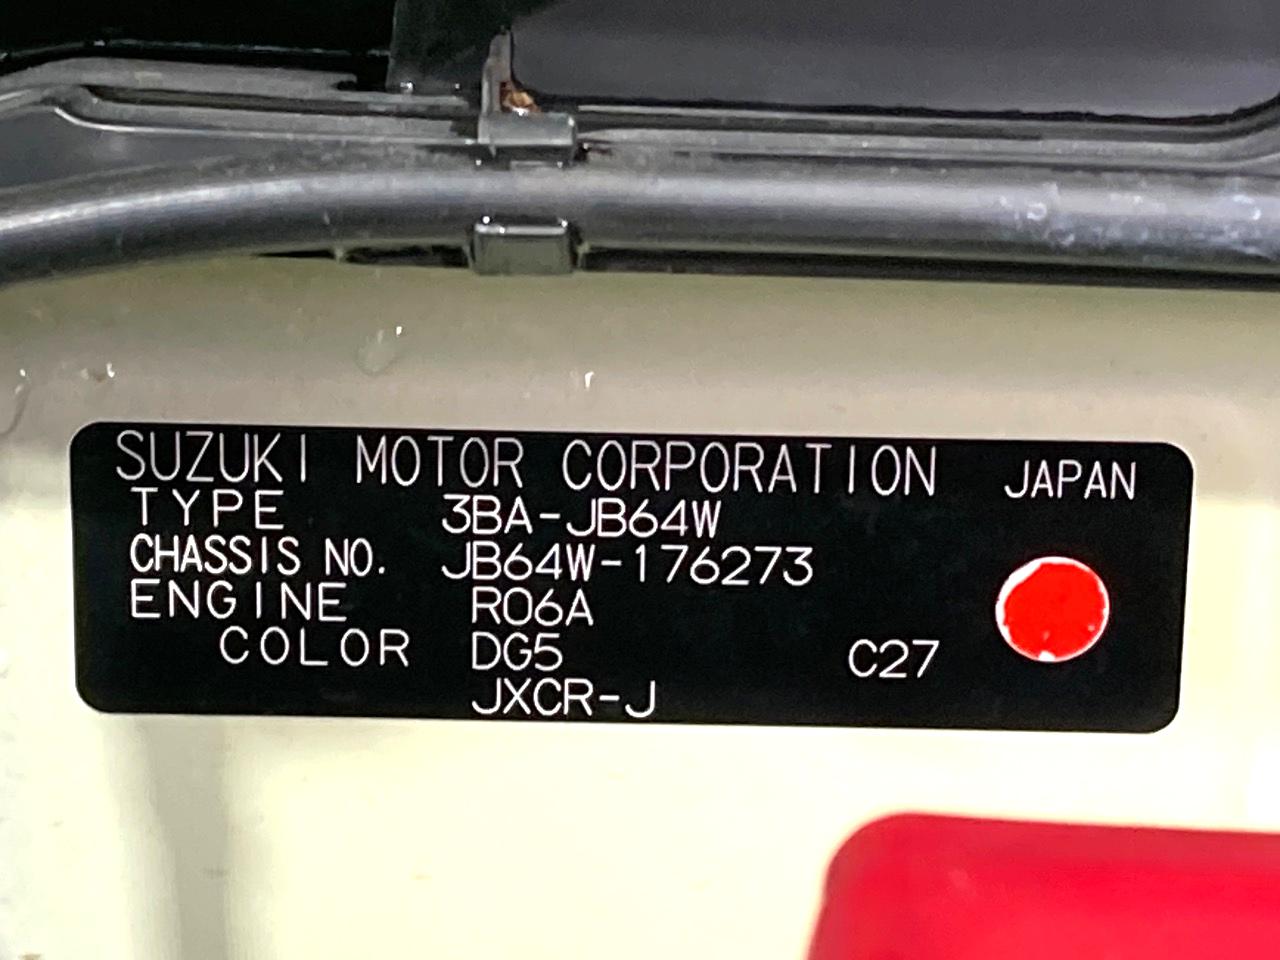 SUZUKI MOTOR CORPORATION JAPAN
TYPE 3BA-JB64W
CHASSIS NO. JB64W-176273
ENGINE R06A
COLOR DG5 C27
JXCR-J